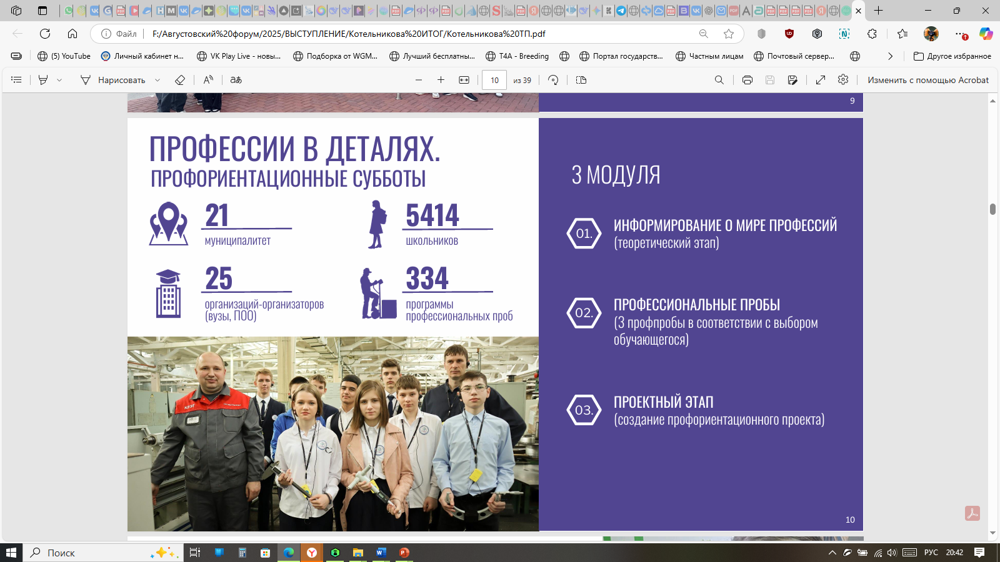 Файл
F:/Августовский%20форум/2025/ВЫСТУПЛЕНИЕ/Котельникова%20ИТОГ/Котельникова%20ТП.pdf
(5) YouTube
Личный кабинет н...
VK Play Live - новы...
Подборка от WGM...
Лучший бесплатны...
T4A - Breeding
Портал государств...
Частным лицам
Почтовый сервер...
Другое избранное
Нарисовать
10 из 39
Изменить с помощью Acrobat
9
ПРОФЕССИИ В ДЕТАЛЯХ.
ПРОФОРИЕНТАЦИОННЫЕ СУББОТЫ
21
муниципалитет
5414
школьников
25
организаций-организаторов
(вузы, ПОО)
334
программы
профессиональных проб
3 МОДУЛЯ
01.
ИНФОРМИРОВАНИЕ О МИРЕ ПРОФЕССИЙ
(теоретический этап)
02.
ПРОФЕССИОНАЛЬНЫЕ ПРОБЫ
(3 профпробы в соответствии с выбором
обучающегося)
03.
ПРОЕКТНЫЙ ЭТАП
(создание профориентационного проекта)
10
Поиск
РУС
20:42